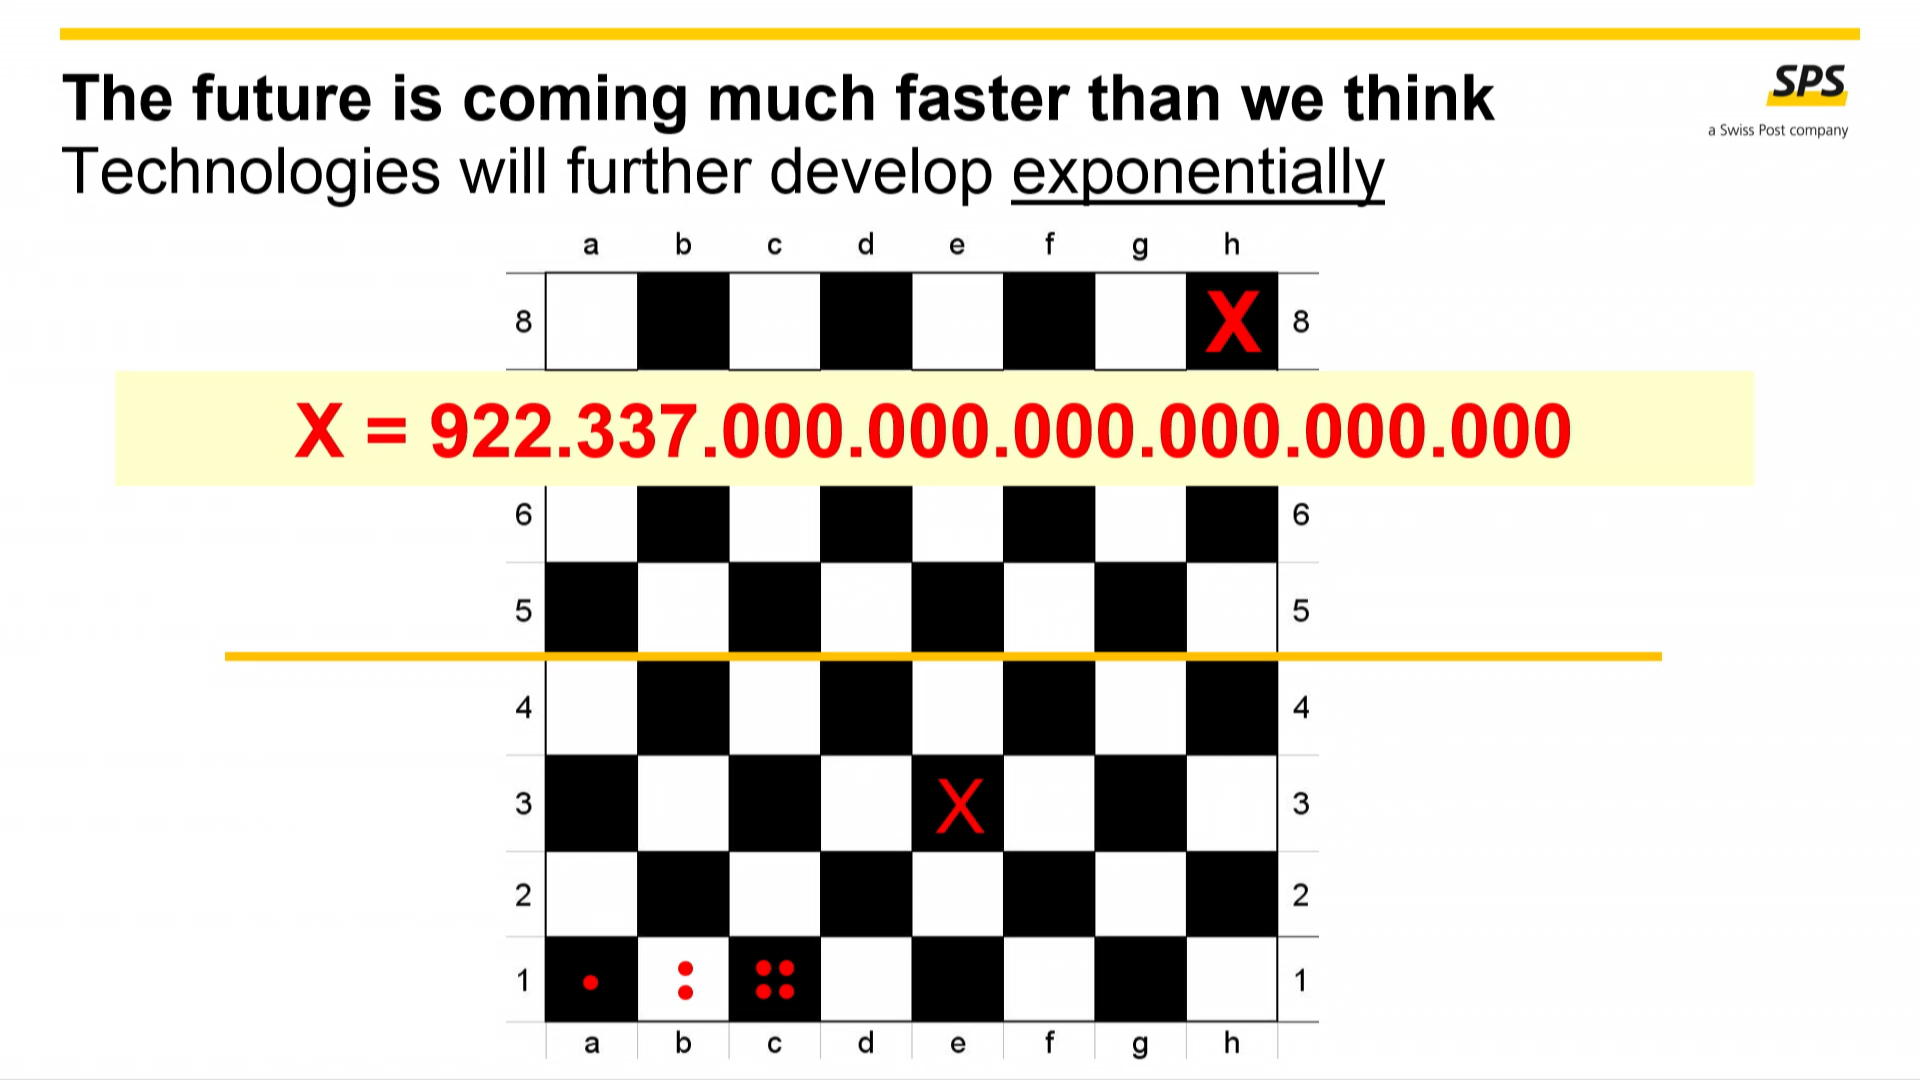 The future is coming much faster than we think
Technologies will further develop exponentially
SPS
a Swiss Post company
a b c d e f g h
8 X 8
X = 922.337.000.000.000.000.000.000
6 6
5 5
4 4
3 X 3
2 2
1 1
a b c d e f g h